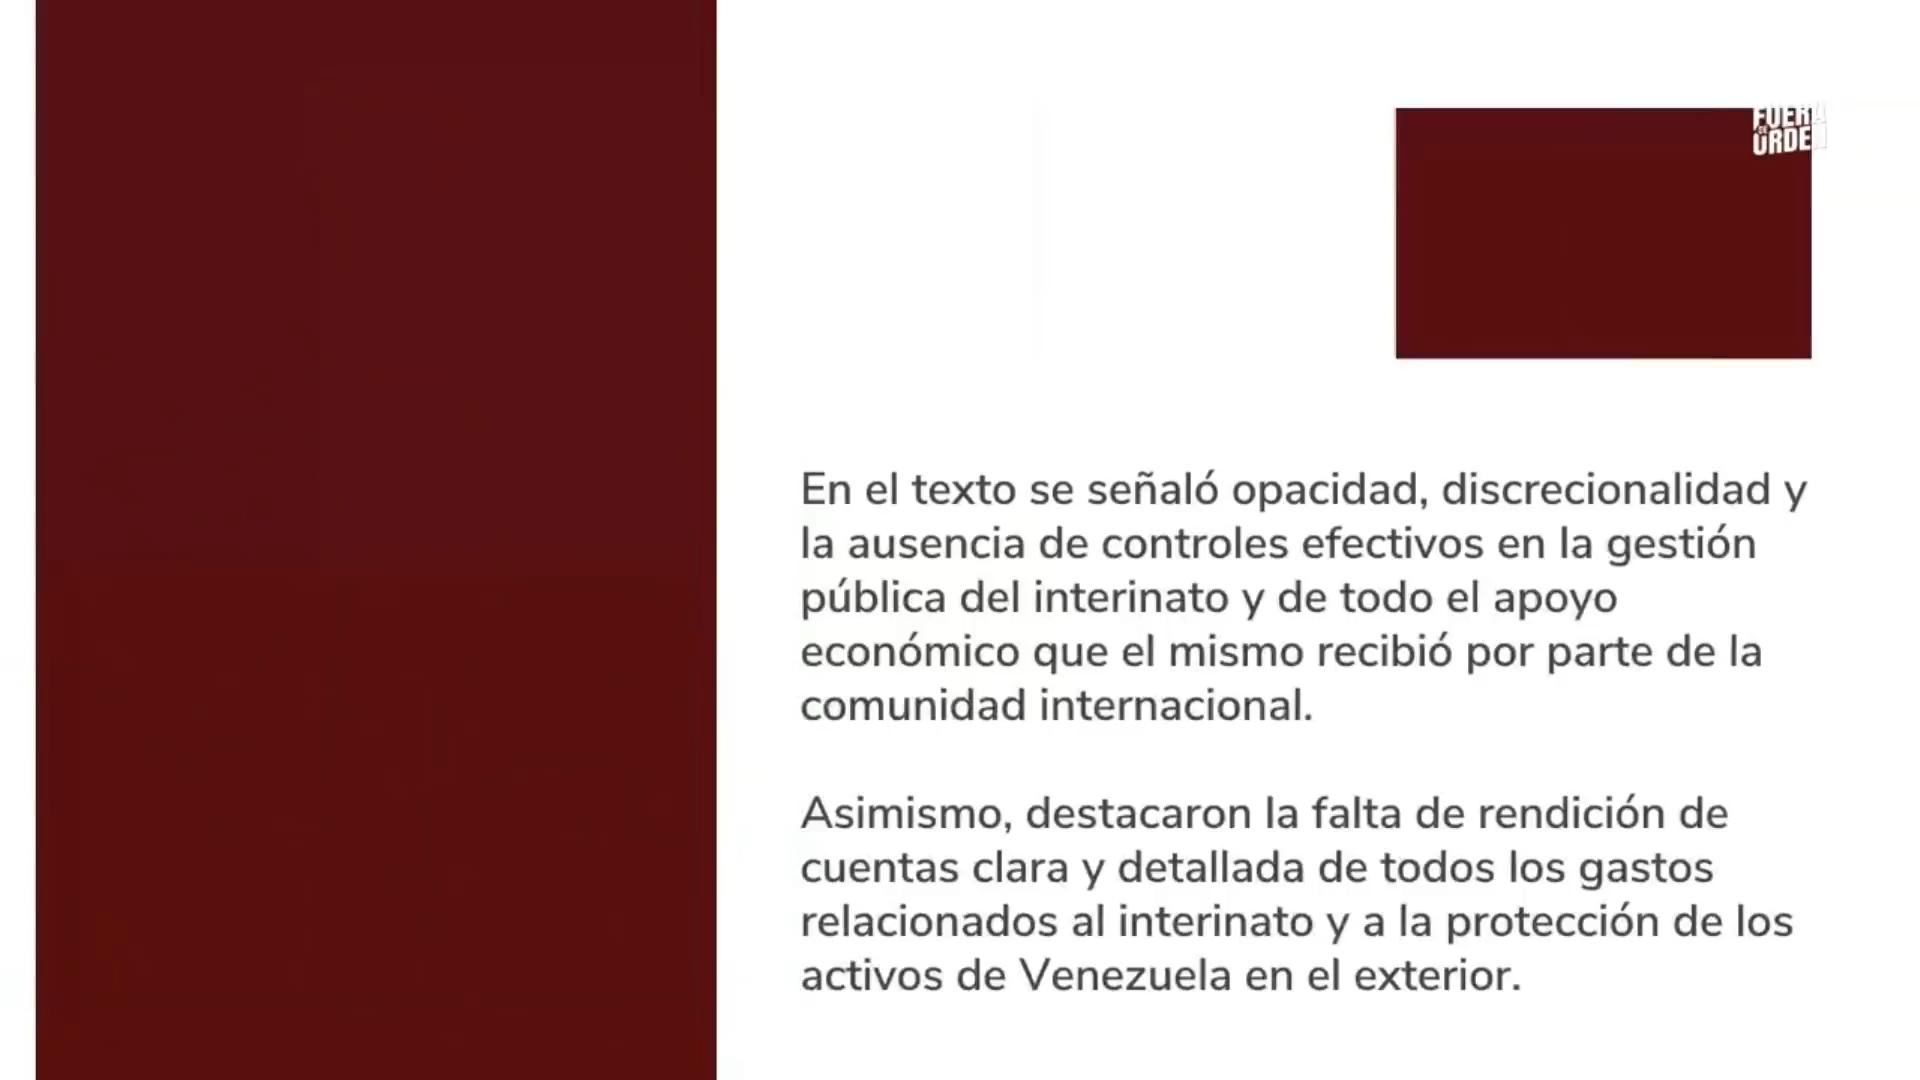 FUERA
DE
ORDEN
En el texto se señaló opacidad, discrecionalidad y
la ausencia de controles efectivos en la gestión
pública del interinato y de todo el apoyo
económico que el mismo recibió por parte de la
comunidad internacional.
Asimismo, destacaron la falta de rendición de
cuentas clara y detallada de todos los gastos
relacionados al interinato y a la protección de los
activos de Venezuela en el exterior.